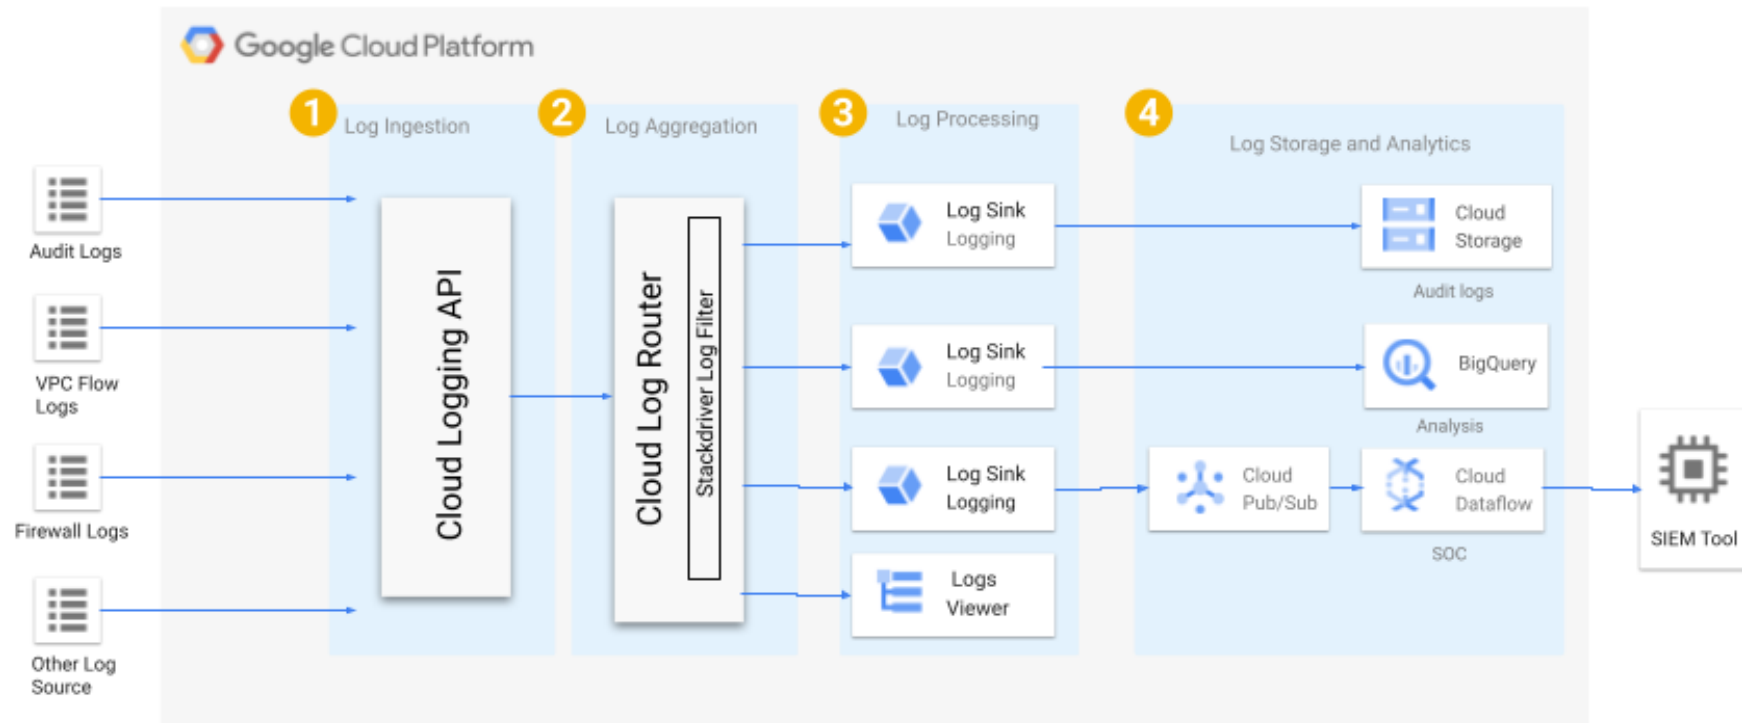 Google Cloud Platform
1
Log Ingestion
2
Log Aggregation
3
Log Processing
4
Log Storage and Analytics
Audit Logs
VPC Flow
Logs
Firewall Logs
Other Log
Source
Cloud Logging API
Cloud Log Router
Stackdriver Log Filter
Log Sink
Logging
Log Sink
Logging
Log Sink
Logging
Logs
Viewer
Cloud
Storage
Audit logs
BigQuery
Analysis
Cloud
Pub/Sub
Cloud
Dataflow
SOC
SIEM Tool